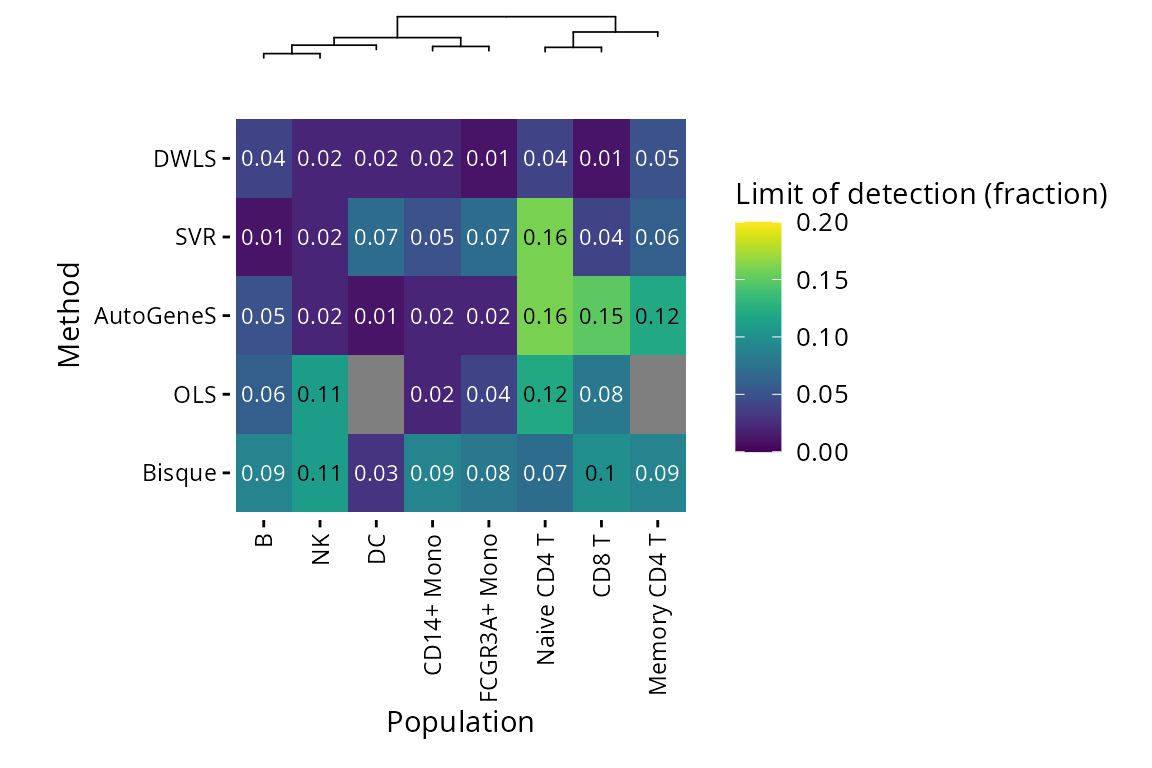 Method
DWLS 0.04 0.02 0.02 0.02 0.01 0.04 0.01 0.05
SVR 0.01 0.02 0.07 0.05 0.07 0.16 0.04 0.06
AutoGeneS 0.05 0.02 0.01 0.02 0.02 0.16 0.15 0.12
OLS 0.06 0.11 0.02 0.04 0.12 0.08
Bisque 0.09 0.11 0.03 0.09 0.08 0.07 0.1 0.09
B
NK
DC
CD14+ Mono
FCGR3A+ Mono
Naive CD4 T
CD8 T
Memory CD4 T
Population
Limit of detection (fraction)
0.20
0.15
0.10
0.05
0.00